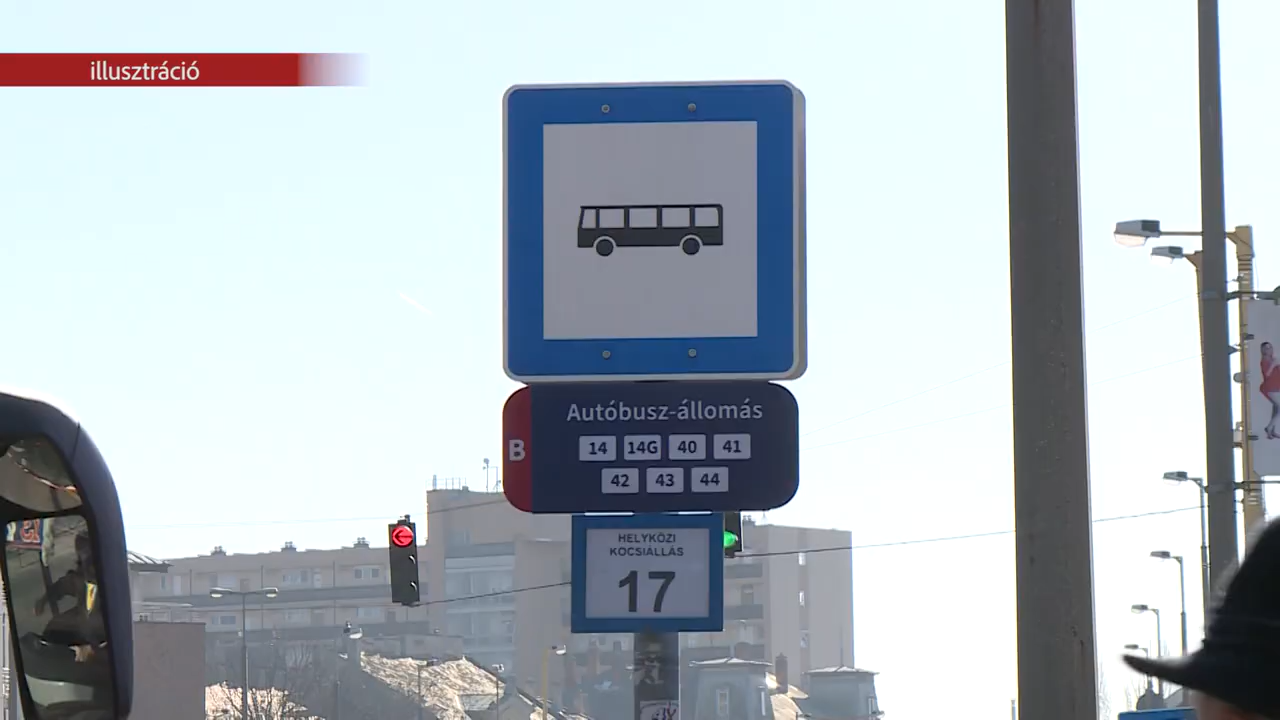 illusztráció
Autóbusz-állomás
B
14 14G 40 41
42 43 44
HELYKÖZI
KOCSIÁLLÁS
17